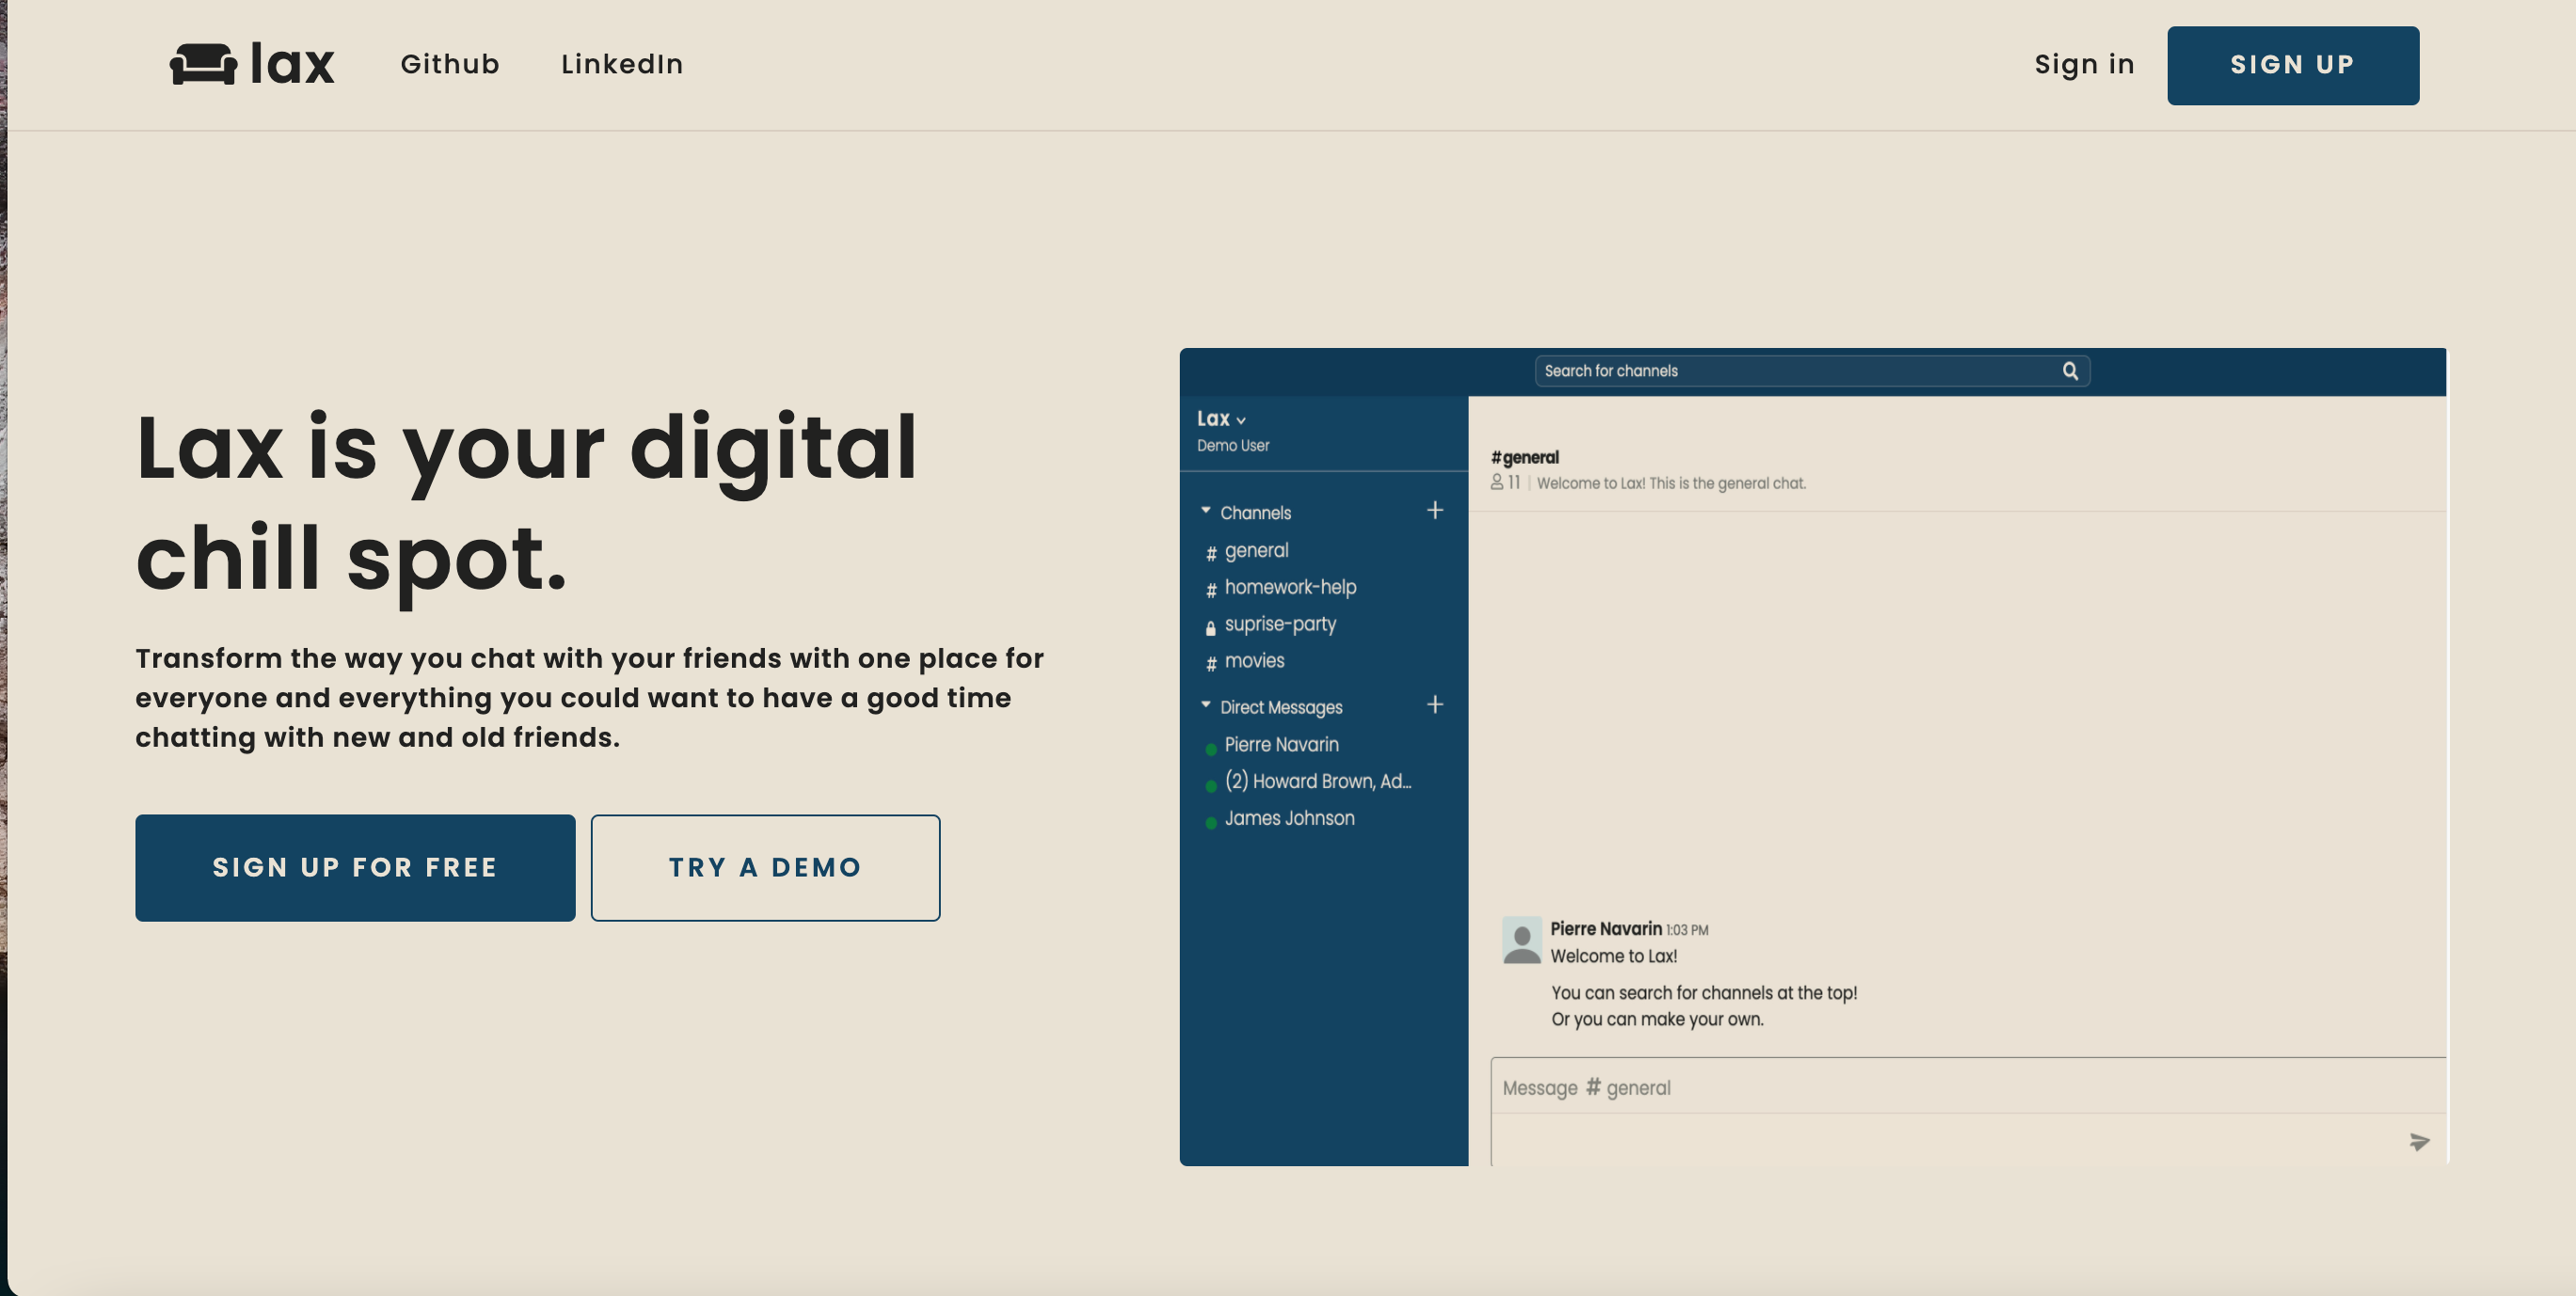 lax Github LinkedIn Sign in SIGN UP
Lax is your digital
chill spot.
Transform the way you chat with your friends with one place for
everyone and everything you could want to have a good time
chatting with new and old friends.
SIGN UP FOR FREE TRY A DEMO
Search for channels
Lax
Demo User
Channels
# general
# homework-help
suprise-party
# movies
Direct Messages
Pierre Navarin
(2) Howard Brown, Ad...
James Johnson
#general
11 | Welcome to Lax! This is the general chat.
Pierre Navarin 1:03 PM
Welcome to Lax!
You can search for channels at the top!
Or you can make your own.
Message # general